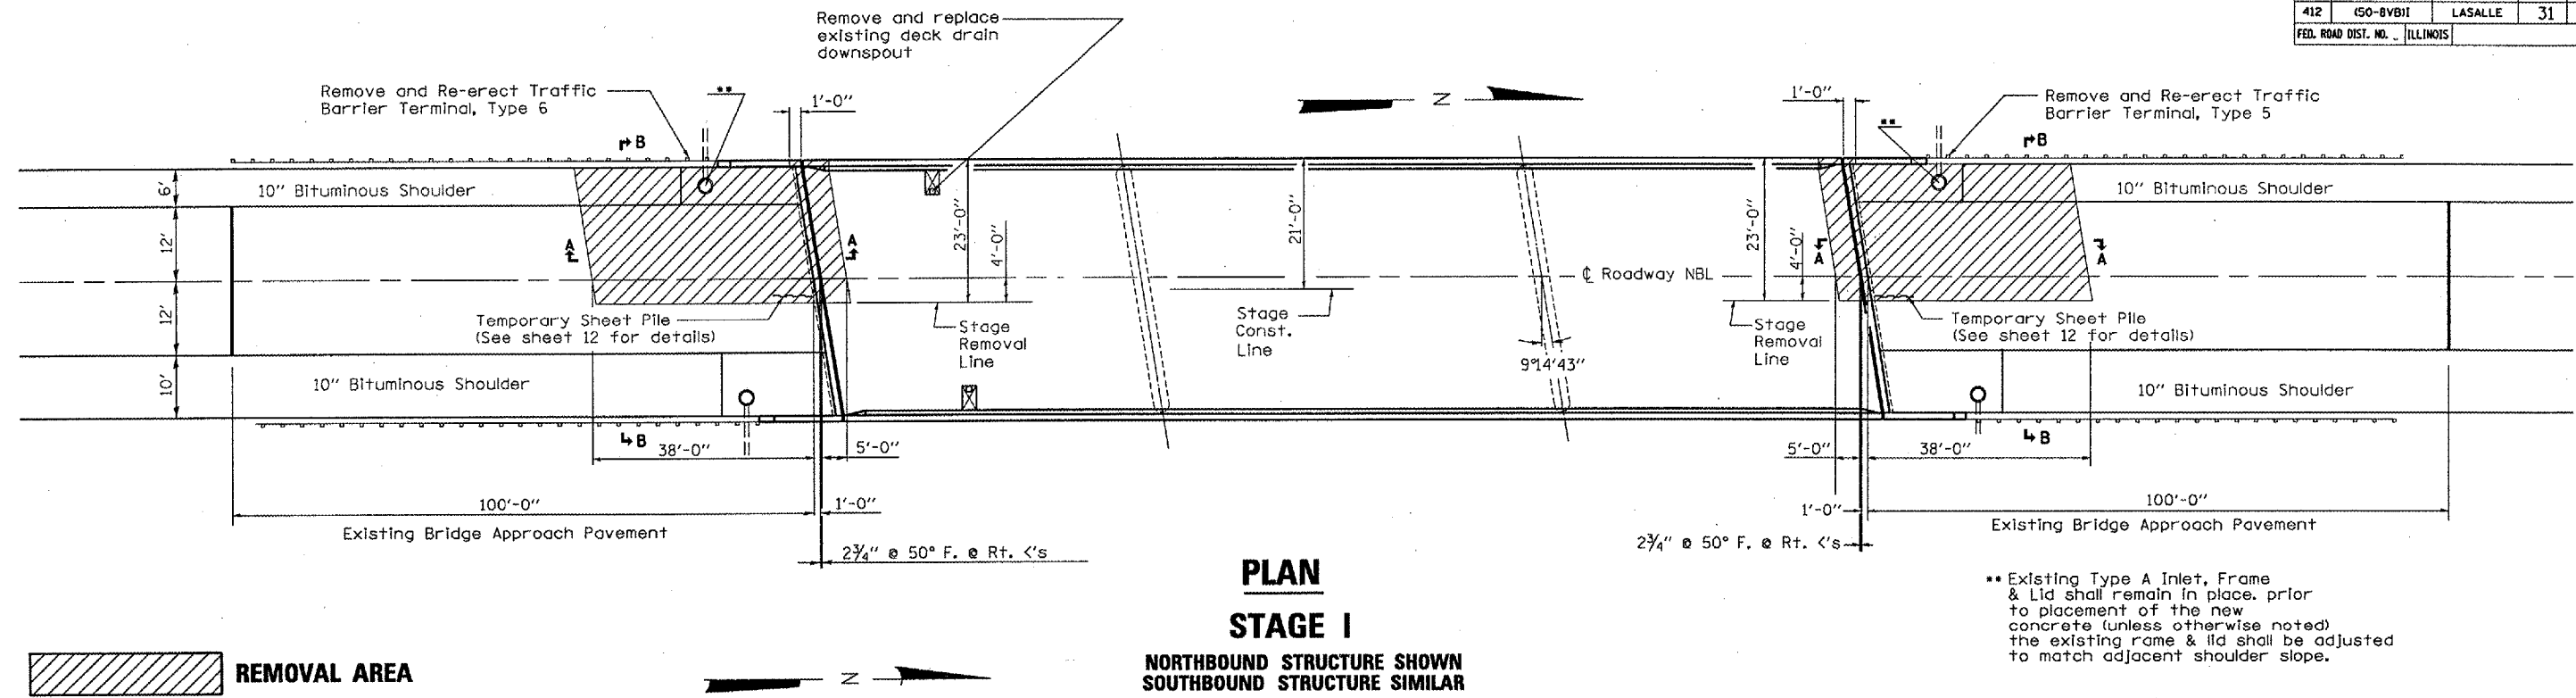 412 (50-8VB)I LASALLE 31
FED. ROAD DIST. NO. _ ILLINOIS
Remove and replace
existing deck drain
downspout
Remove and Re-erect Traffic
Barrier Terminal, Type 6
**
1'-0"
N
1'-0"
**
Remove and Re-erect Traffic
Barrier Terminal, Type 5
B
B
6'
10" Bituminous Shoulder
10" Bituminous Shoulder
12'
A
A
23'-0"
4'-0"
21'-0"
23'-0"
4'-0"
A
A
℄ Roadway NBL
12'
Temporary Sheet Pile
(See sheet 12 for details)
Stage
Removal
Line
Stage
Const.
Line
9°14'43"
Stage
Removal
Line
Temporary Sheet Pile
(See sheet 12 for details)
10'
10" Bituminous Shoulder
10" Bituminous Shoulder
B
B
38'-0"
5'-0"
5'-0"
38'-0"
100'-0"
1'-0"
1'-0"
100'-0"
Existing Bridge Approach Pavement
Existing Bridge Approach Pavement
2¾" @ 50° F. @ Rt. <'s
2¾" @ 50° F. @ Rt. <'s
PLAN
STAGE I
NORTHBOUND STRUCTURE SHOWN
SOUTHBOUND STRUCTURE SIMILAR
** Existing Type A Inlet, Frame
& Lid shall remain in place. prior
to placement of the new
concrete (unless otherwise noted)
the existing rame & lid shall be adjusted
to match adjacent shoulder slope.
REMOVAL AREA
N